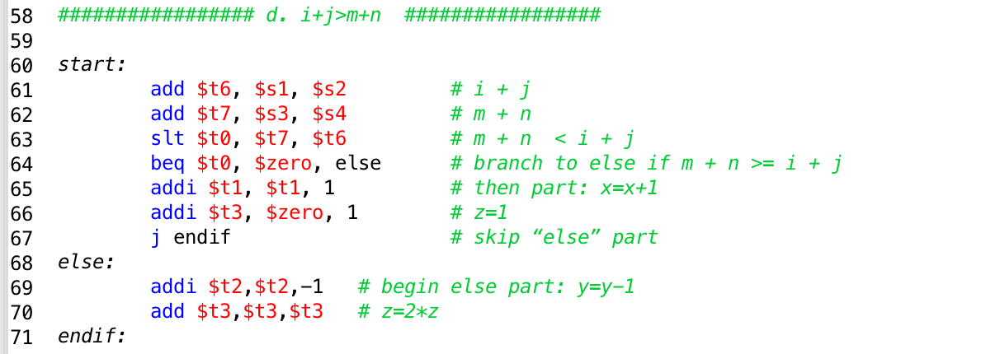 58 ################# d. i+j>m+n #################
59
60 start:
61 add $t6, $s1, $s2 # i + j
62 add $t7, $s3, $s4 # m + n
63 slt $t0, $t7, $t6 # m + n < i + j
64 beq $t0, $zero, else # branch to else if m + n >= i + j
65 addi $t1, $t1, 1 # then part: x=x+1
66 addi $t3, $zero, 1 # z=1
67 j endif # skip “else” part
68 else:
69 addi $t2,$t2,−1 # begin else part: y=y−1
70 add $t3,$t3,$t3 # z=2*z
71 endif: